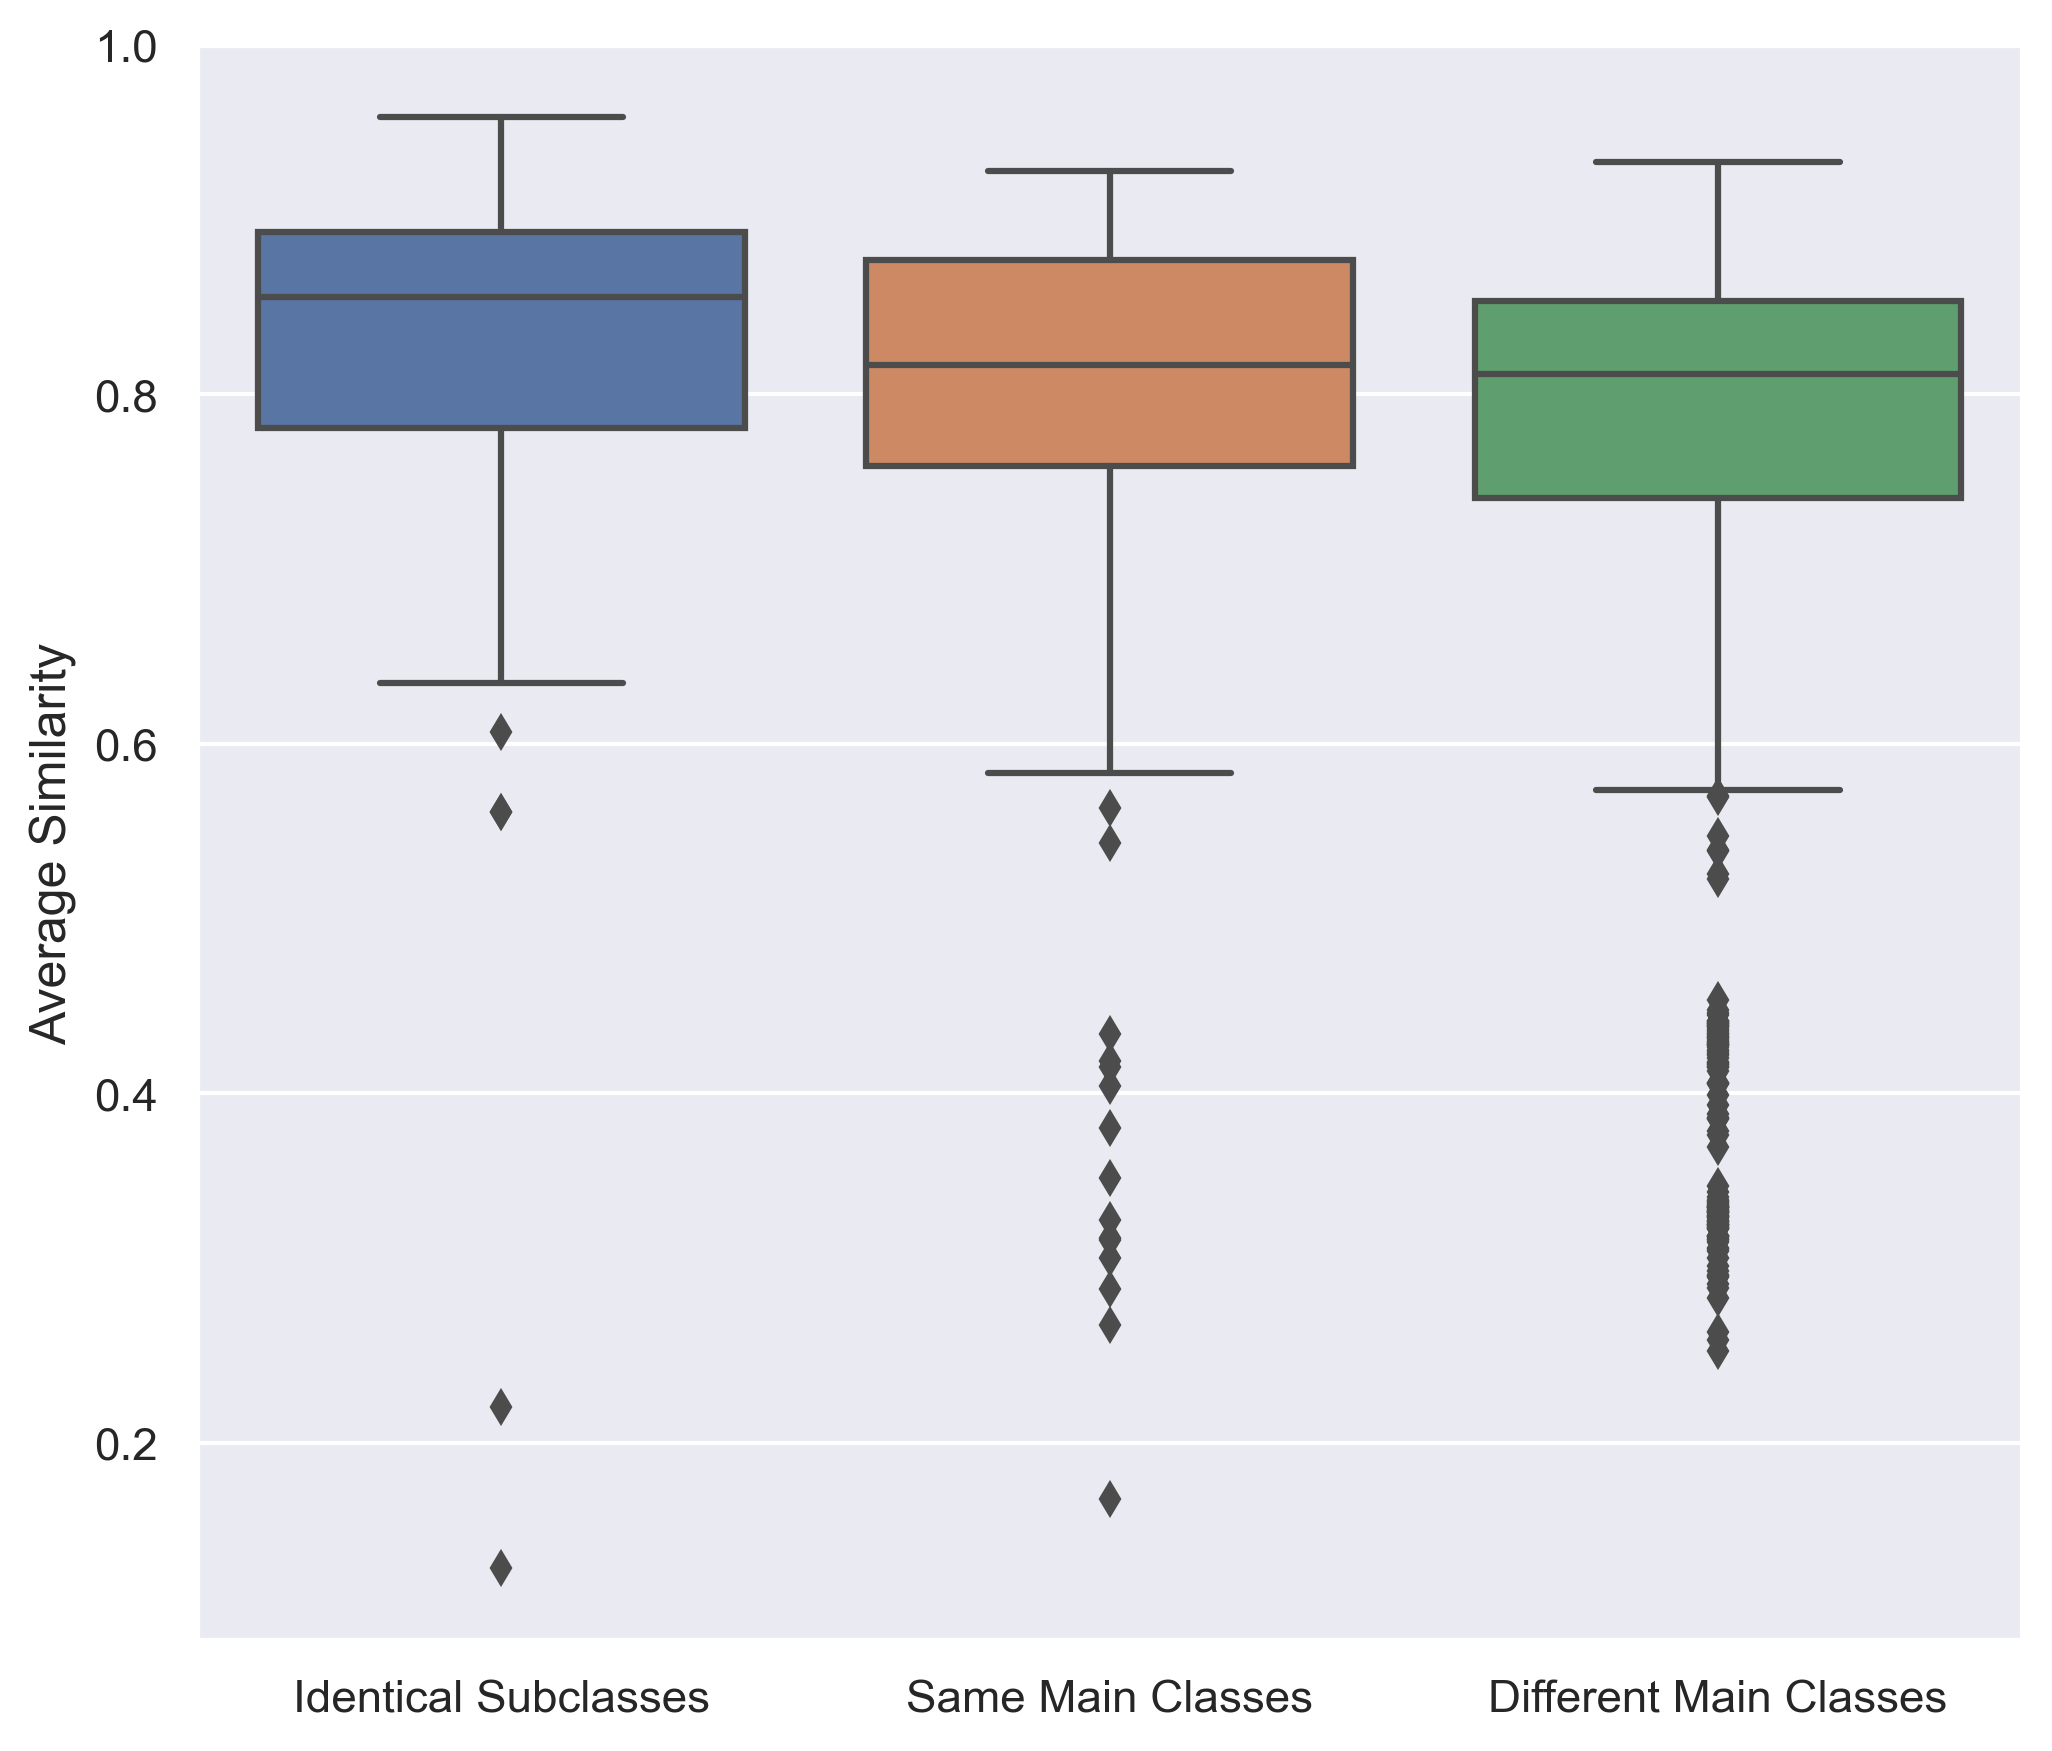 1.0
0.8
0.6
0.4
0.2
Average Similarity
Identical Subclasses
Same Main Classes
Different Main Classes